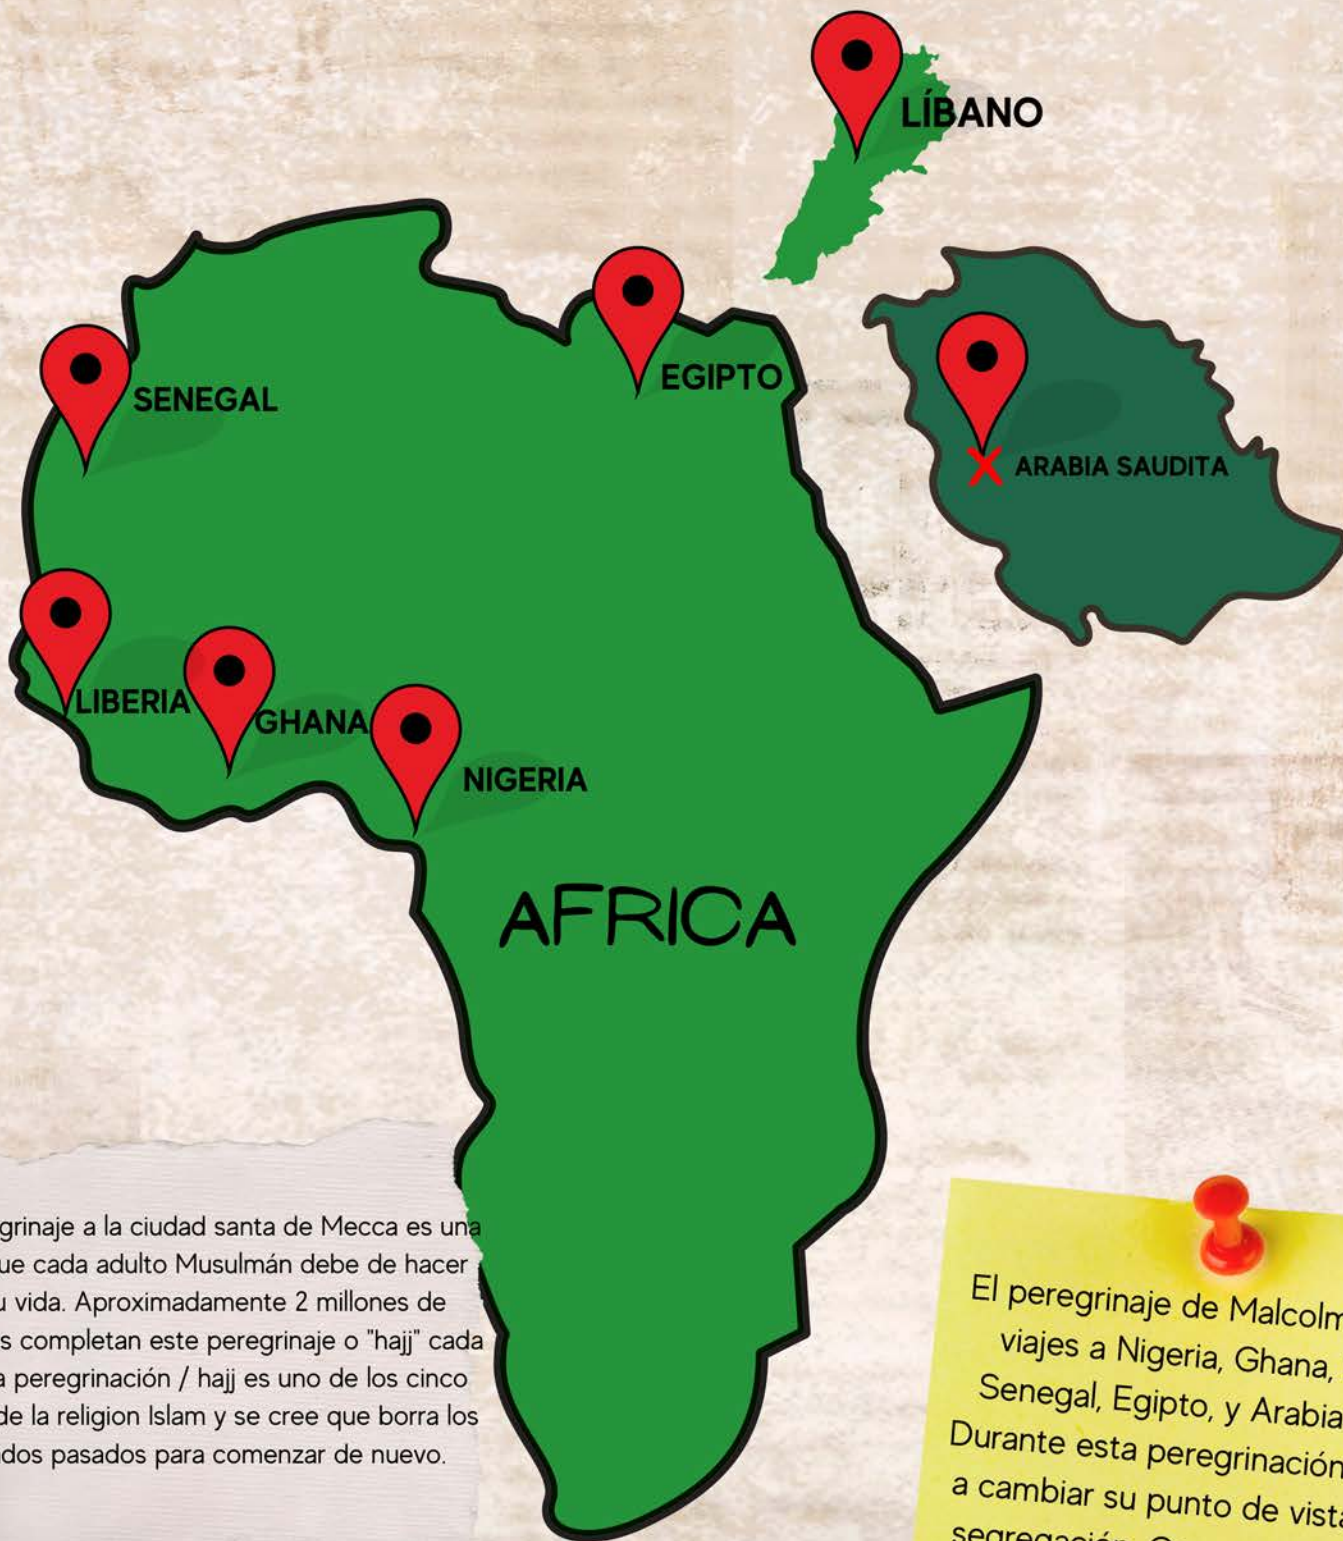 LÍBANO
SENEGAL
EGIPTO
ARABIA SAUDITA
LIBERIA
GHANA
NIGERIA
AFRICA
grinaje a la ciudad santa de Mecca es una
ue cada adulto Musulmán debe de hacer
u vida. Aproximadamente 2 millones de
s completan este peregrinaje o "hajj" cada
a peregrinación / hajj es uno de los cinco
de la religion Islam y se cree que borra los
dos pasados para comenzar de nuevo.
El peregrinaje de Malcolm
viajes a Nigeria, Ghana,
Senegal, Egipto, y Arabia
Durante esta peregrinación
a cambiar su punto de vista